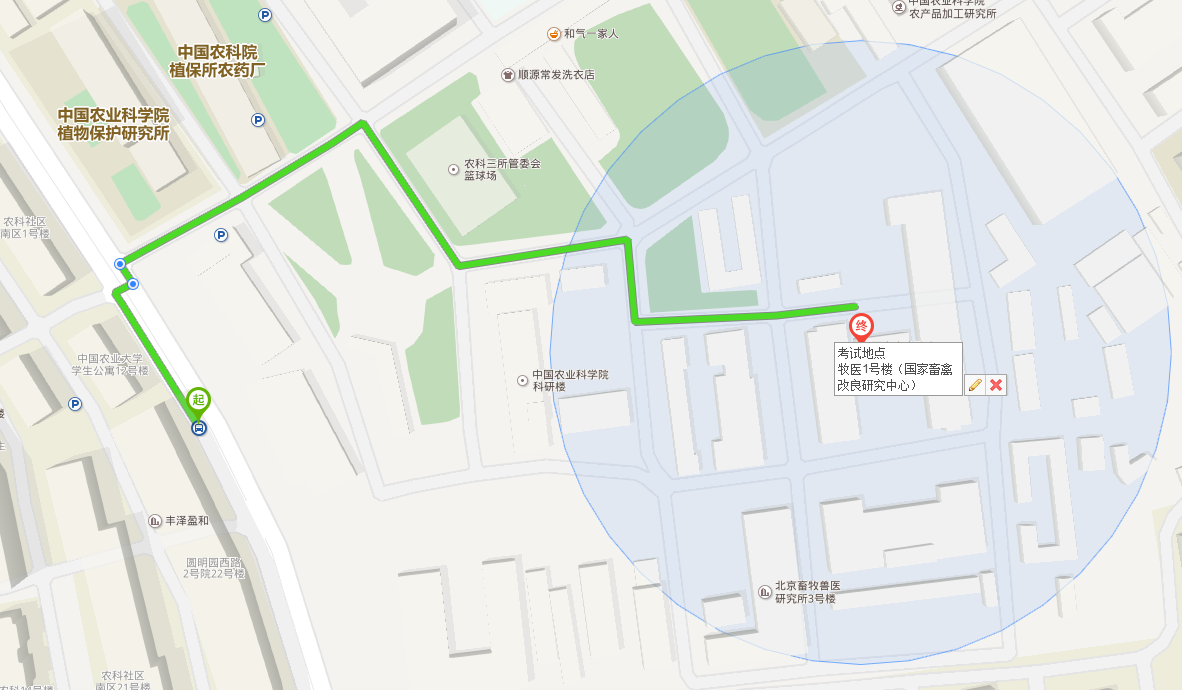 中国农业科学院
农产品加工研究所
P
和气一家人
中国农科院
植保所农药厂
顺源常发洗衣店
中国农业科学院
植物保护研究所
P
农科三所管委会
篮球场
农科社区
南区1号楼
P
终
考试地点
牧医1号楼（国家畜禽
改良研究中心）
中国农业大学
学生公寓12号楼
中国农业科学院
科研楼
起
P
丰泽盈和
圆明园西路
2号院22号楼
北京畜牧兽医
研究所3号楼
农科社区
南区21号楼